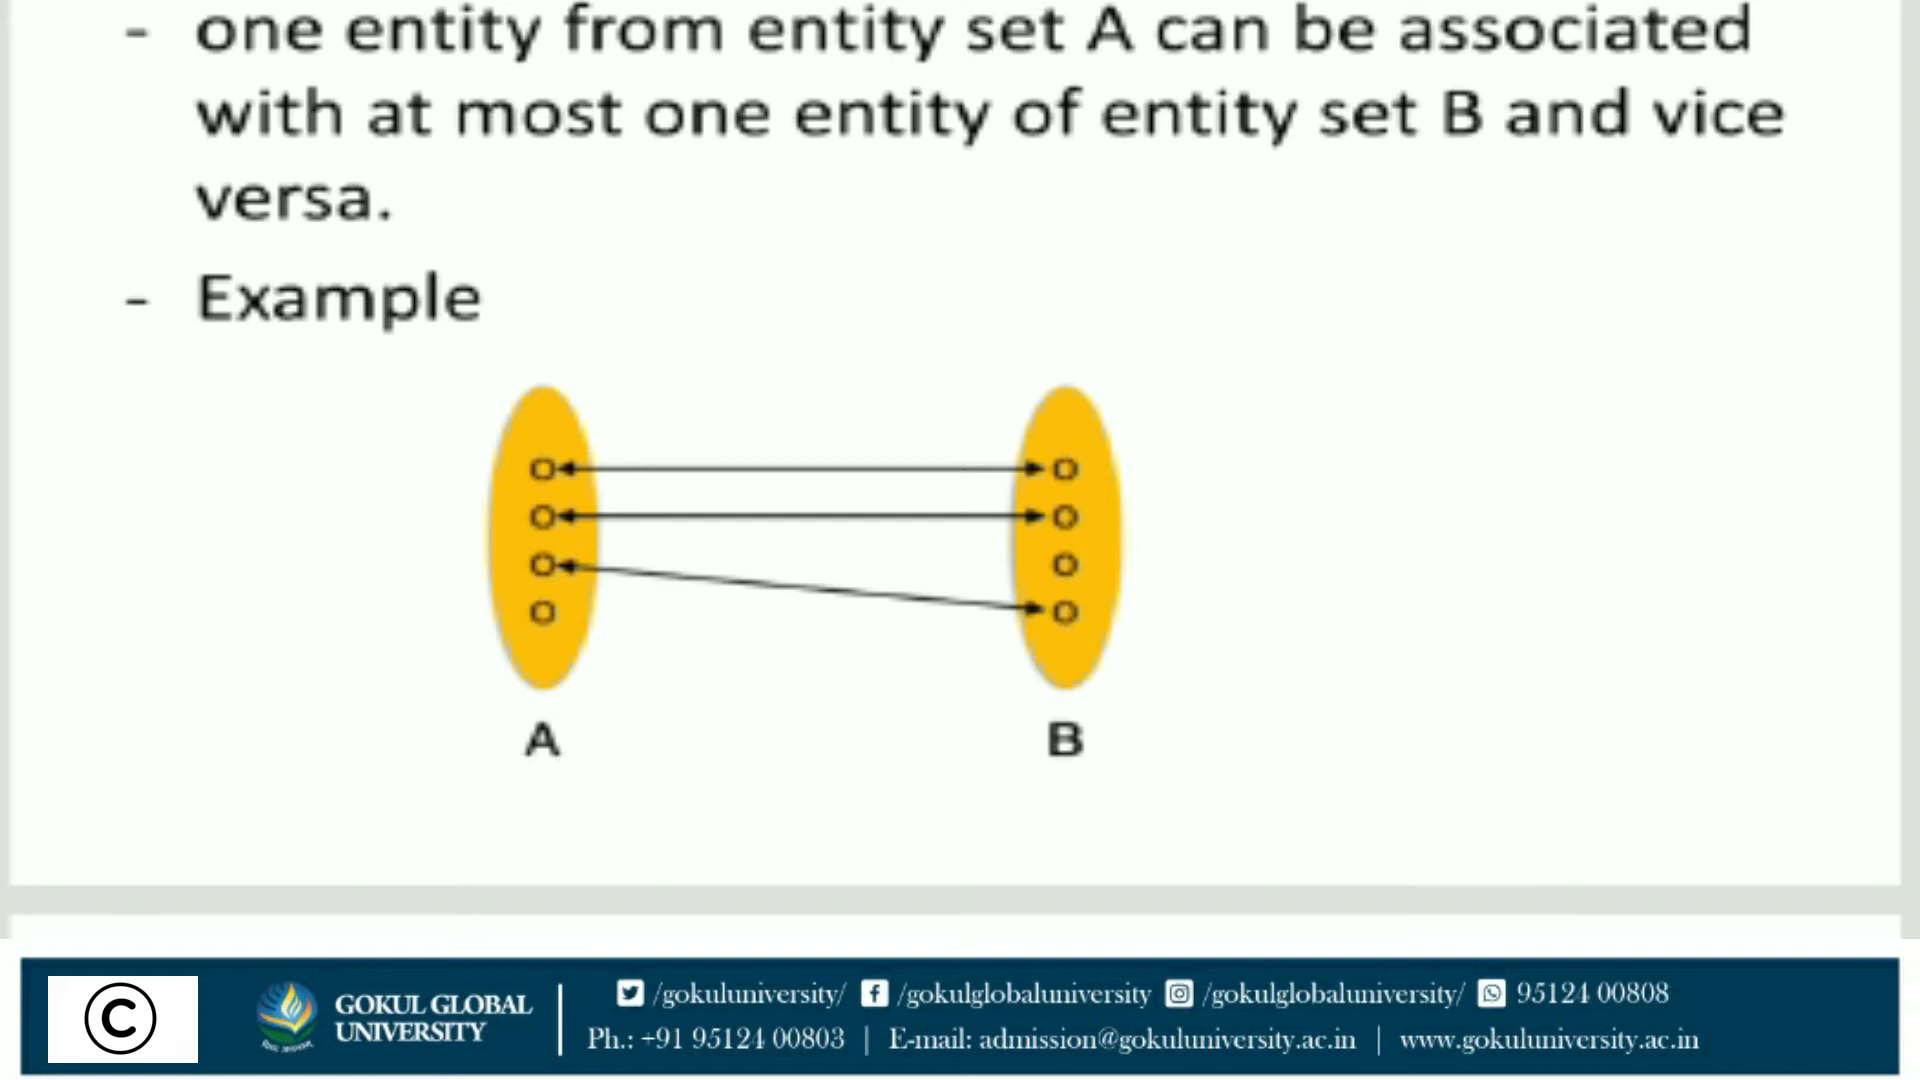 - one entity from entity set A can be associated
with at most one entity of entity set B and vice
versa.
- Example
A
B
©
GOKUL GLOBAL
UNIVERSITY
/gokuluniversity/ /gokulglobaluniversity /gokulglobaluniversity/ 95124 00808
Ph.: +91 95124 00803 | E-mail: admission@gokuluniversity.ac.in | www.gokuluniversity.ac.in